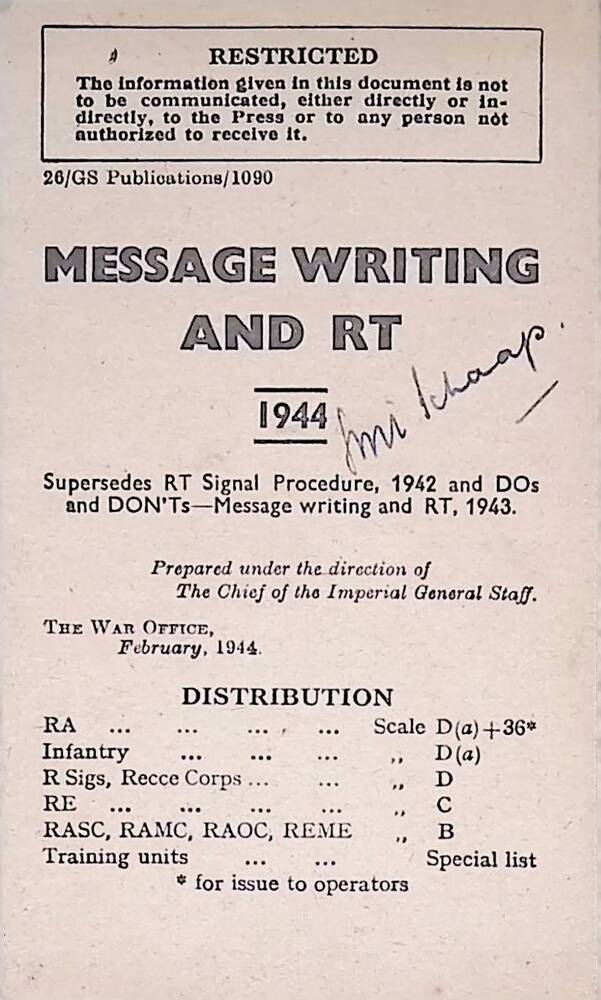 RESTRICTED
The information given in this document is not
to be communicated, either directly or in-
directly, to the Press or to any person not
authorized to receive it.
26/GS Publications/1090
MESSAGE WRITING
AND RT
1944
Supersedes RT Signal Procedure, 1942 and DOs
and DON'Ts—Message writing and RT, 1943.
Prepared under the direction of
The Chief of the Imperial General Staff.
THE WAR OFFICE,
February, 1944.
DISTRIBUTION
RA ... ... ... ... Scale D(a)+36*
Infantry ... ... ... ,, D(a)
R Sigs, Recce Corps ... ... ,, D
RE ... ... ... ... ,, C
RASC, RAMC, RAOC, REME ,, B
Training units ... ... Special list
* for issue to operators